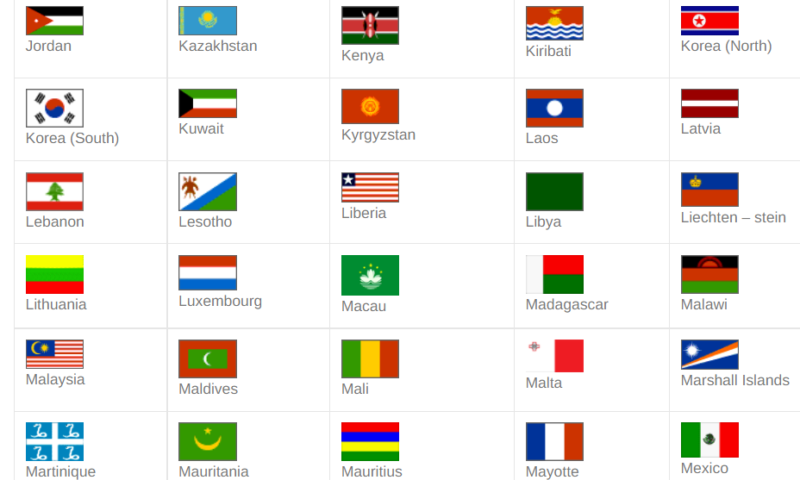 Jordan
Kazakhstan
Kenya
Kiribati
Korea (North)
Korea (South)
Kuwait
Kyrgyzstan
Laos
Latvia
Lebanon
Lesotho
Liberia
Libya
Liechten – stein
Lithuania
Luxembourg
Macau
Madagascar
Malawi
Malaysia
Maldives
Mali
Malta
Marshall Islands
Martinique
Mauritania
Mauritius
Mayotte
Mexico